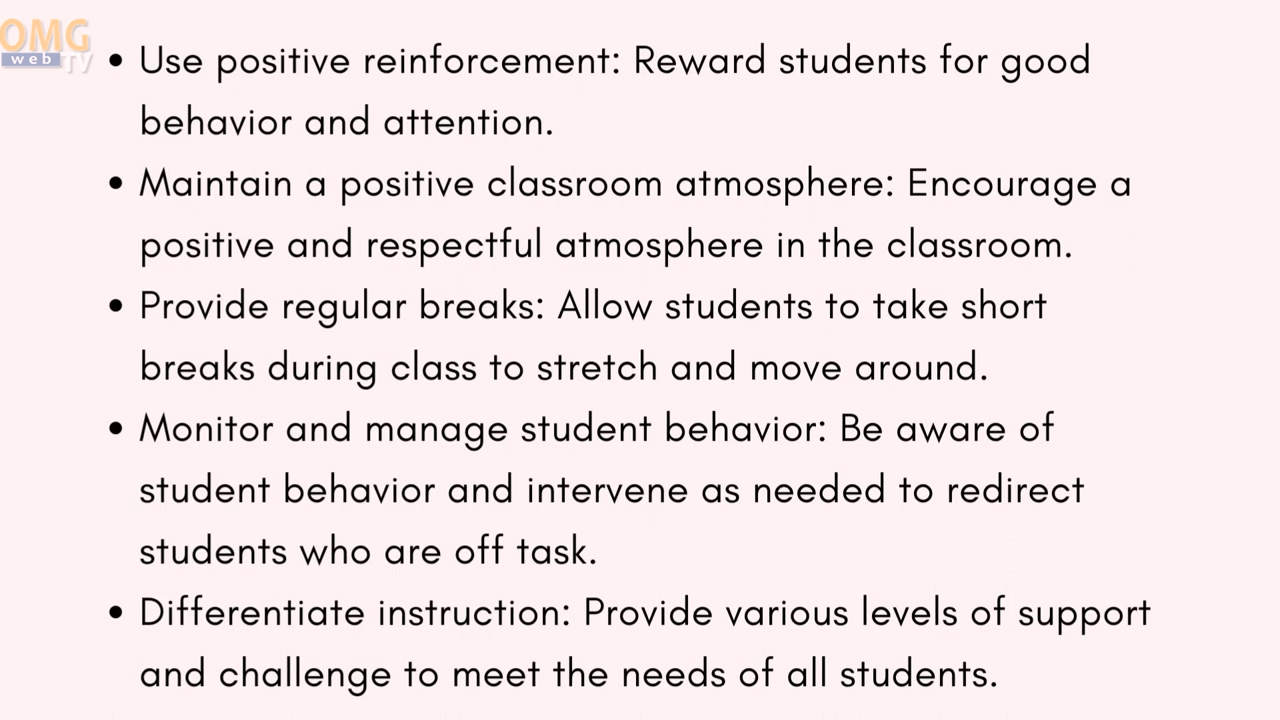 OMG
web TV
• Use positive reinforcement: Reward students for good
behavior and attention.
• Maintain a positive classroom atmosphere: Encourage a
positive and respectful atmosphere in the classroom.
• Provide regular breaks: Allow students to take short
breaks during class to stretch and move around.
• Monitor and manage student behavior: Be aware of
student behavior and intervene as needed to redirect
students who are off task.
• Differentiate instruction: Provide various levels of support
and challenge to meet the needs of all students.